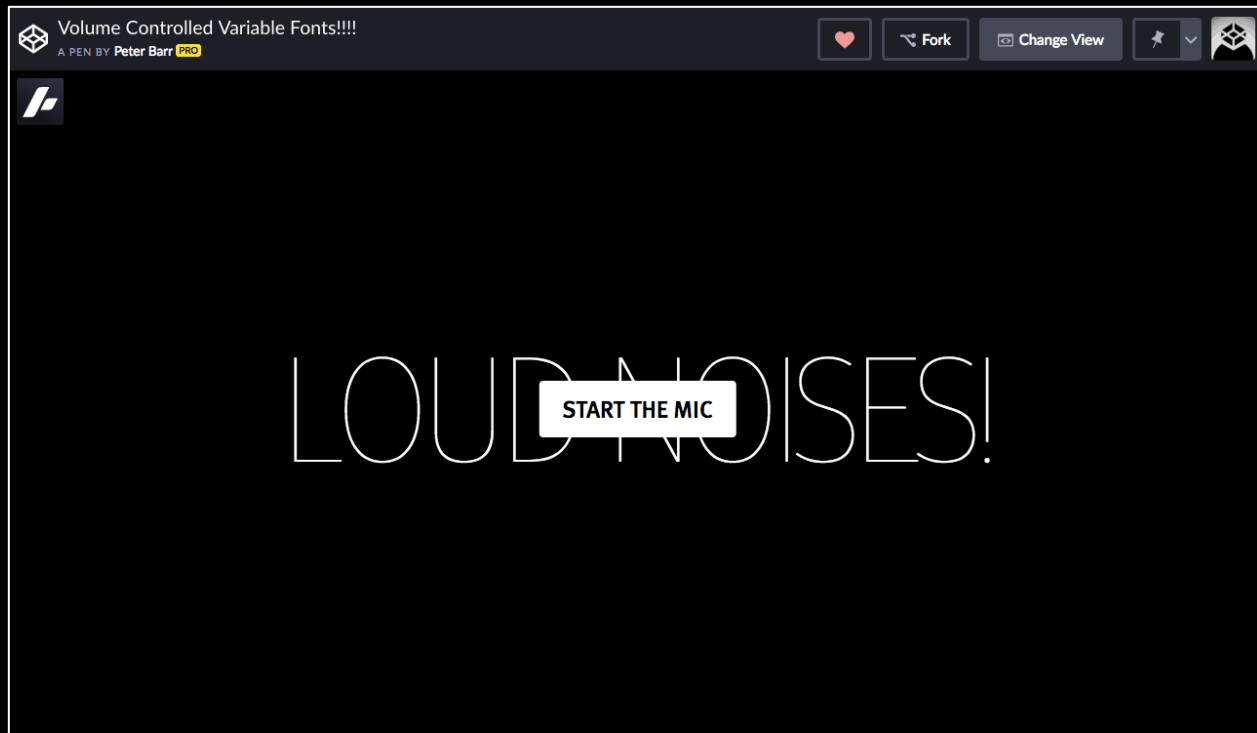 Volume Controlled Variable Fonts!!!!
A PEN BY Peter Barr PRO
Fork
Change View
LOUD NOISES!
START THE MIC